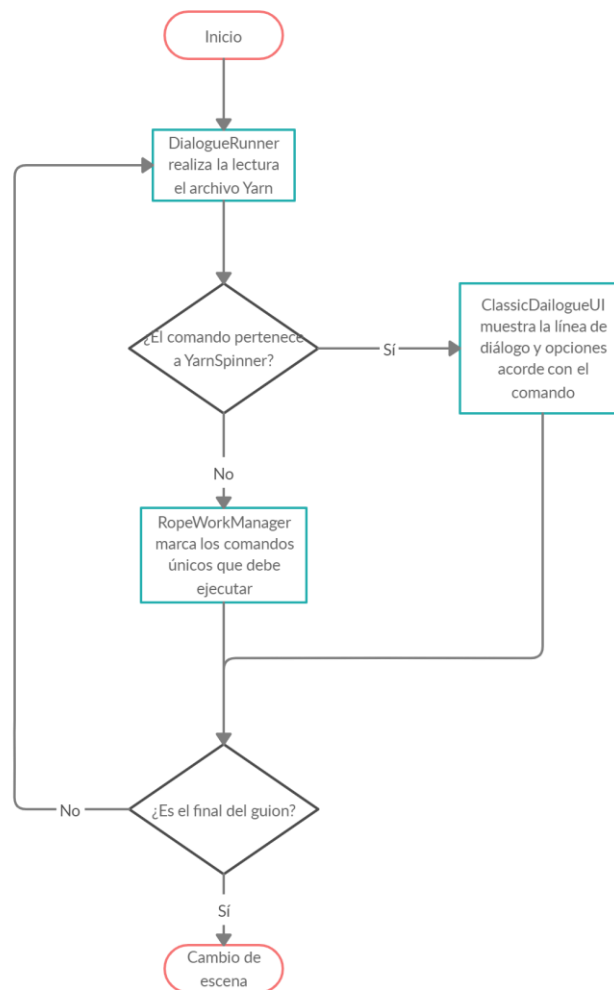 Inicio
DialogueRunner
realiza la lectura
el archivo Yarn
¿El comando pertenece
a YarnSpinner?
Sí
ClassicDailogueUI
muestra la línea de
diálogo y opciones
acorde con el
comando
No
RopeWorkManager
marca los comandos
únicos que debe
ejecutar
¿Es el final del guion?
No
Sí
Cambio de
escena